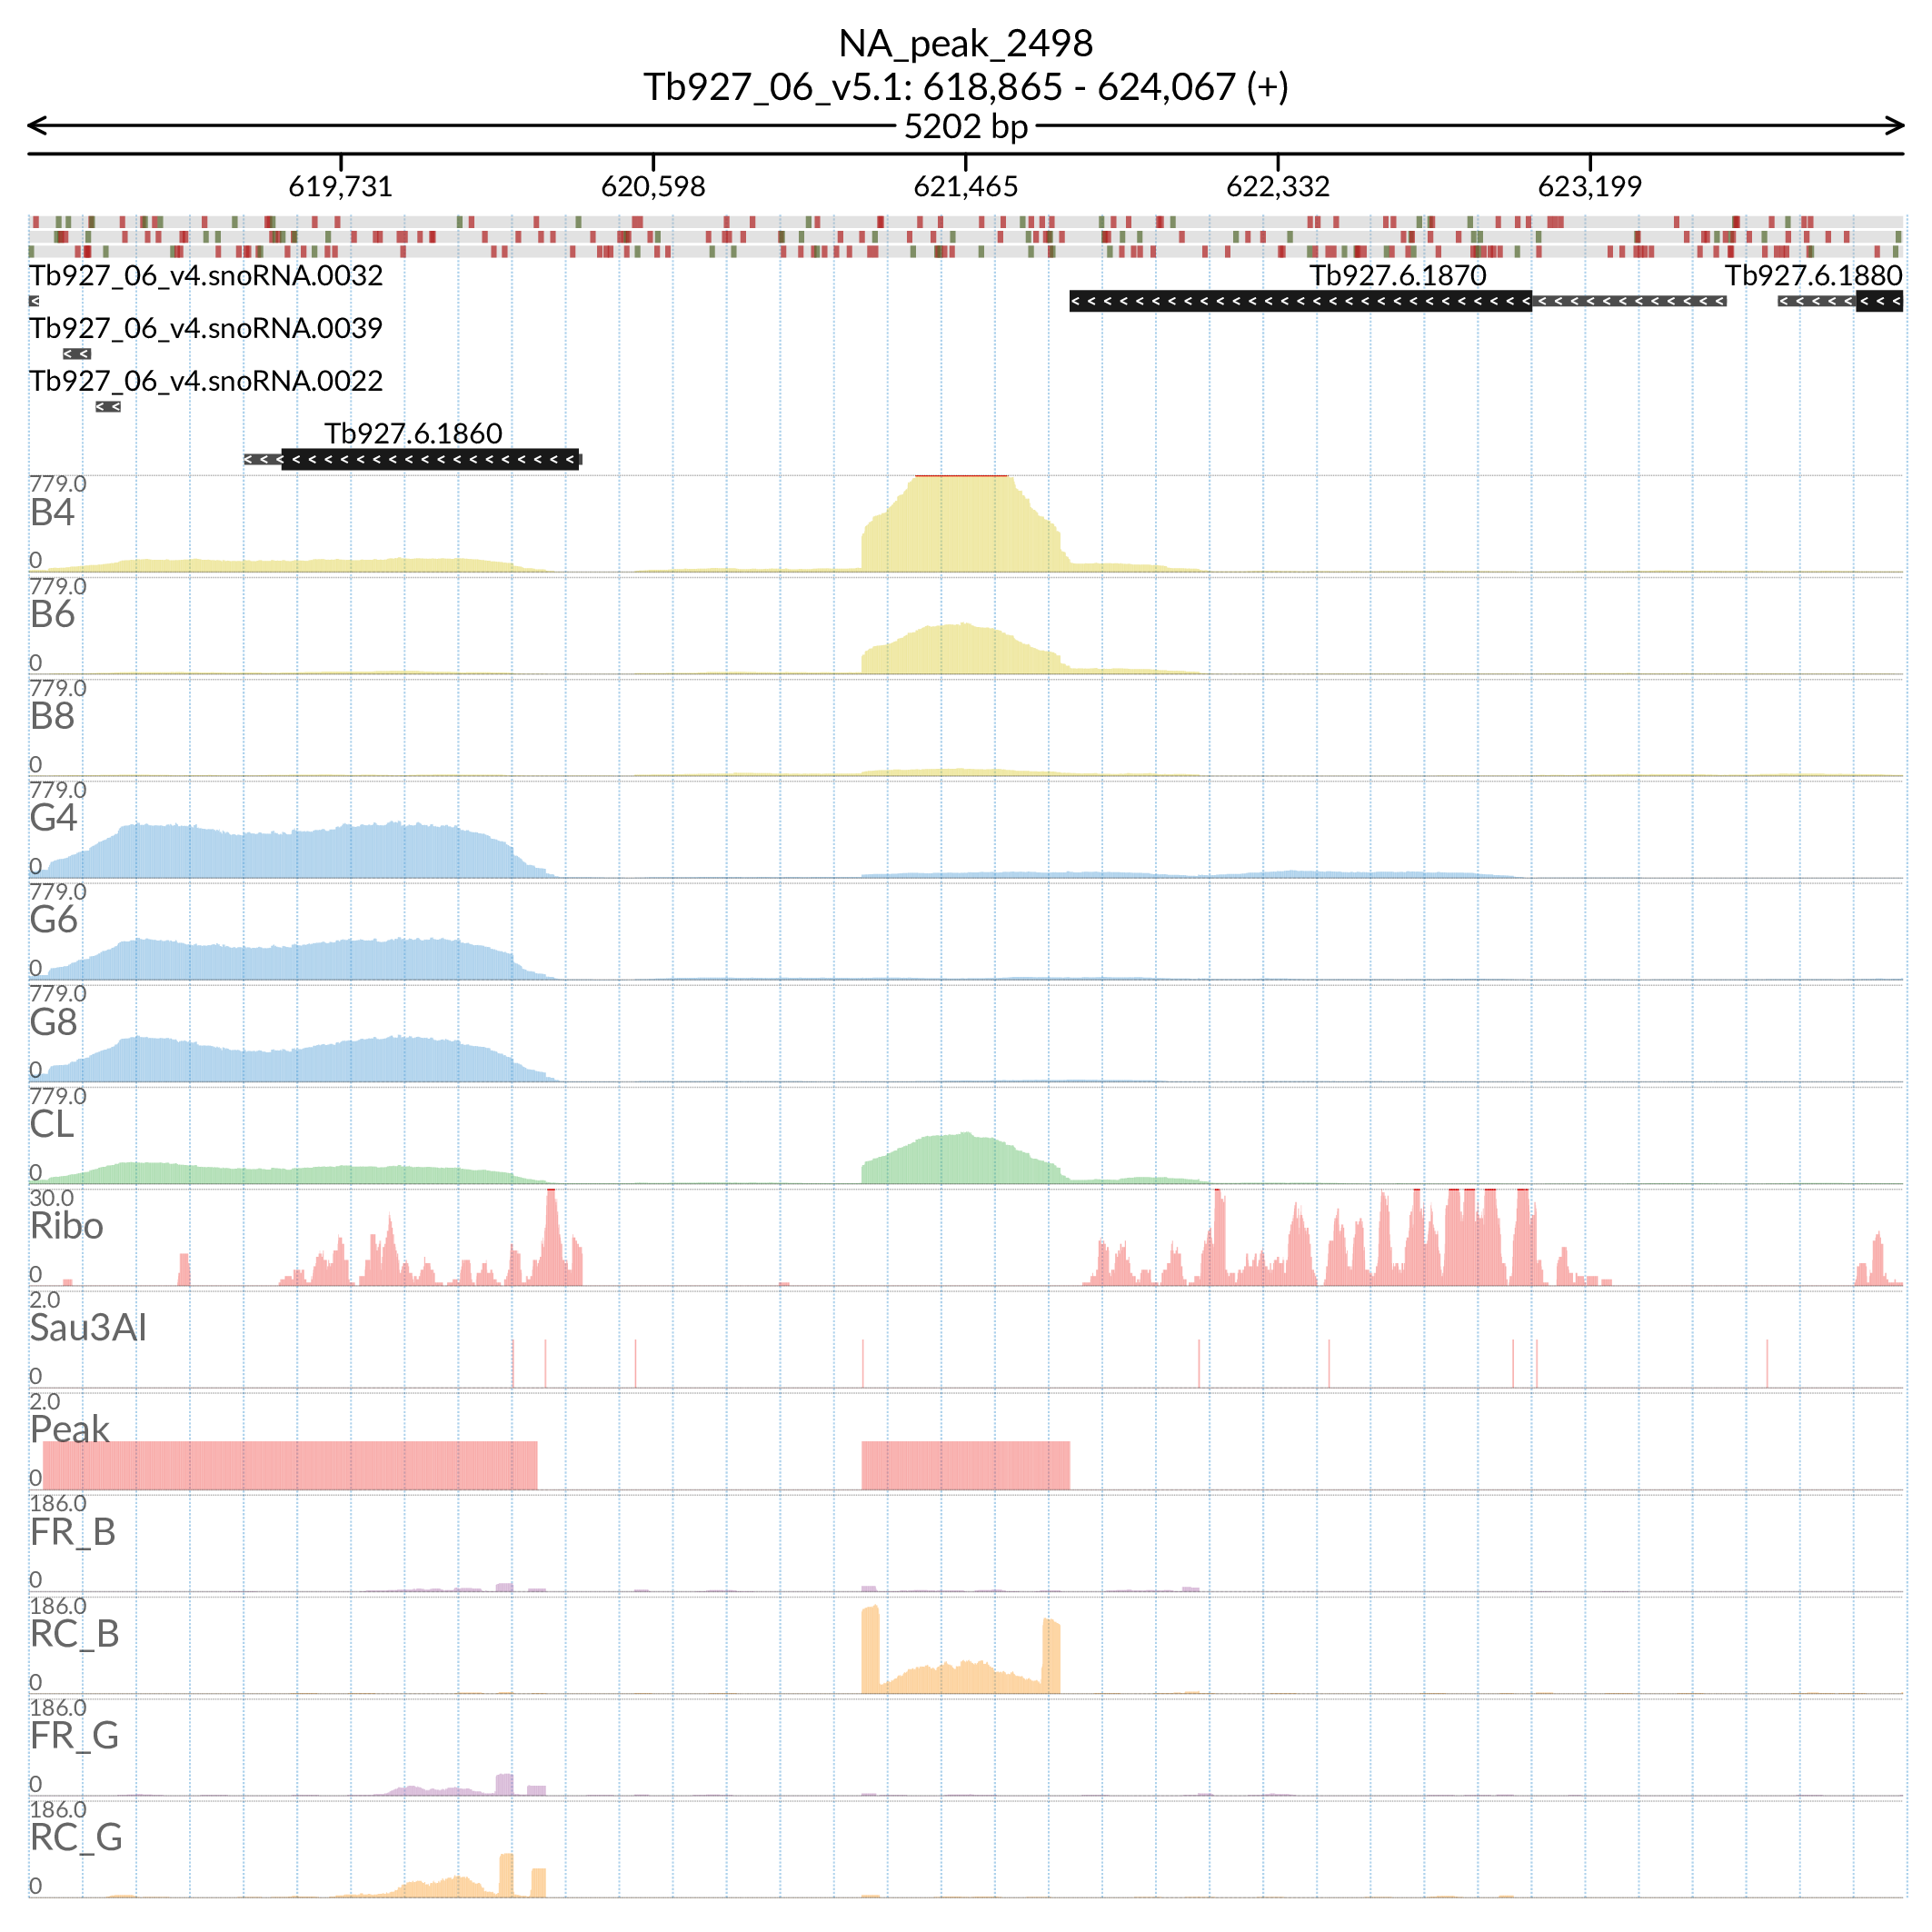 NA_peak_2498
Tb927_06_v5.1: 618,865 - 624,067 (+)
5202 bp
619,731 620,598 621,465 622,332 623,199
Tb927_06_v4.snoRNA.0032 Tb927.6.1870 Tb927.6.1880
Tb927_06_v4.snoRNA.0039
Tb927_06_v4.snoRNA.0022
Tb927.6.1860
779.0
B4
0
779.0
B6
0
779.0
B8
0
779.0
G4
0
779.0
G6
0
779.0
G8
0
779.0
CL
0
30.0
Ribo
0
2.0
Sau3AI
0
2.0
Peak
0
186.0
FR_B
0
186.0
RC_B
0
186.0
FR_G
0
186.0
RC_G
0